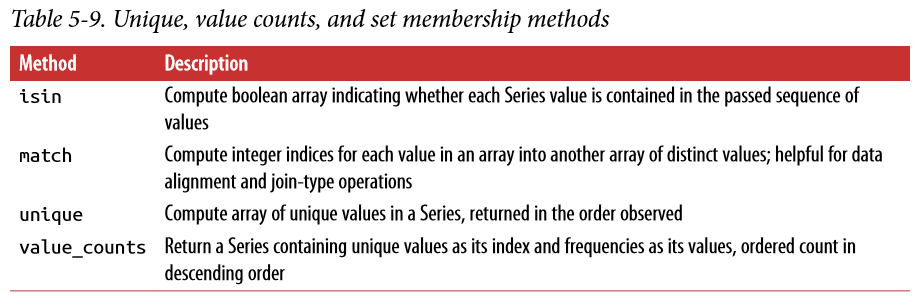 Table 5-9. Unique, value counts, and set membership methods
Method Description
isin Compute boolean array indicating whether each Series value is contained in the passed sequence of
values
match Compute integer indices for each value in an array into another array of distinct values; helpful for data
alignment and join-type operations
unique Compute array of unique values in a Series, returned in the order observed
value_counts Return a Series containing unique values as its index and frequencies as its values, ordered count in
descending order